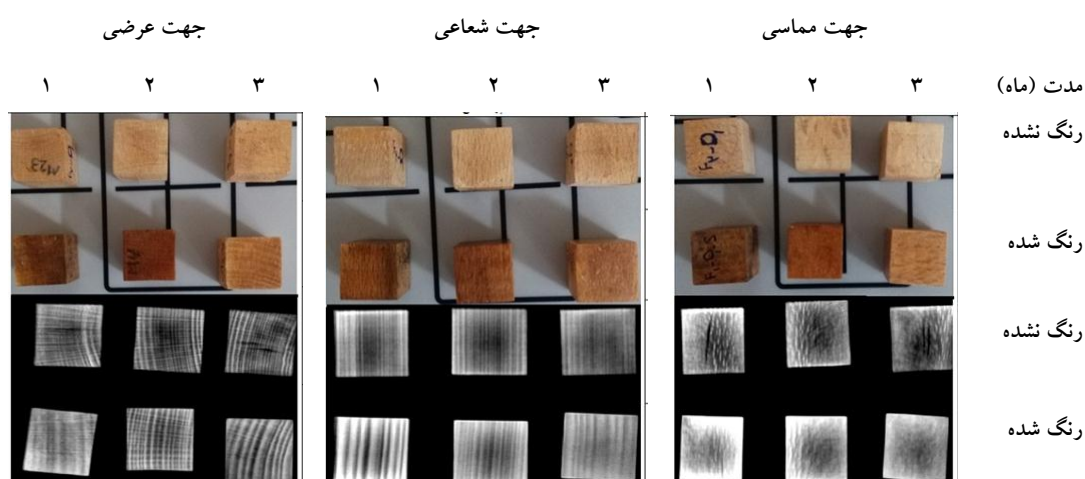 جهت مماسی جهت شعاعی جهت عرضی
مدت (ماه) ۳ ۲ ۱ ۳ ۲ ۱ ۳ ۲ ۱
رنگ نشده
رنگ شده
رنگ نشده
رنگ شده